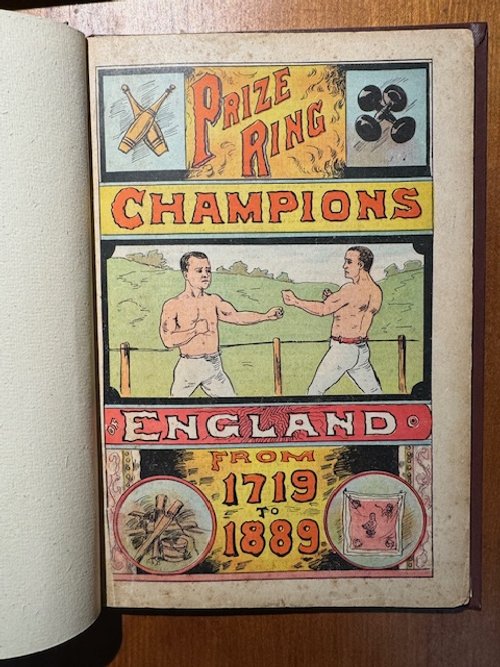 PRIZE
RING
CHAMPIONS
OF ENGLAND
FROM
1719
TO
1889